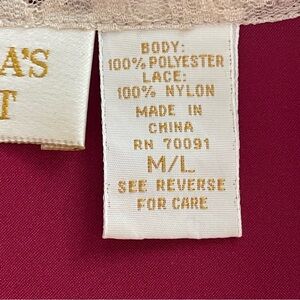 A'S
T
BODY:
100% POLYESTER
LACE:
100% NYLON
MADE IN
CHINA
RN 70091
M/L
SEE REVERSE
FOR CARE